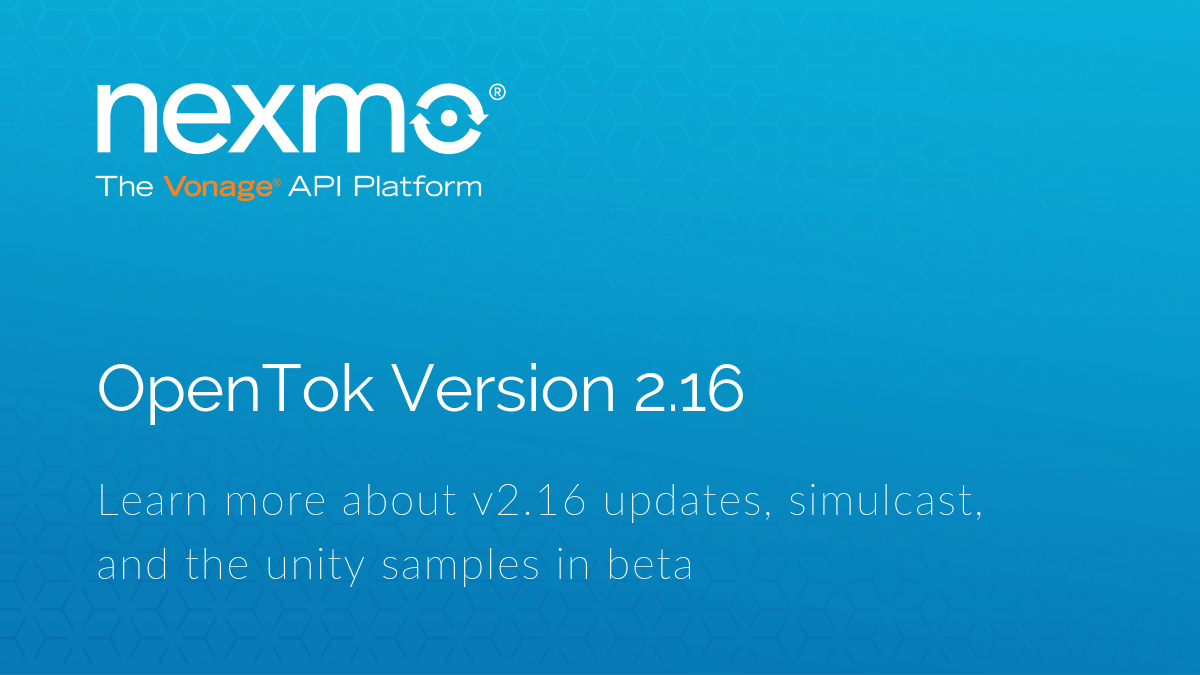 nexmo®
The Vonage® API Platform
OpenTok Version 2.16
Learn more about v2.16 updates, simulcast,
and the unity samples in beta